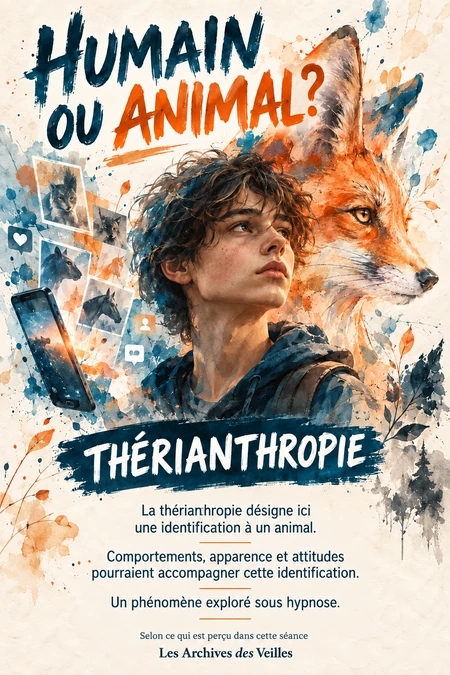 HUMAIN
OU ANIMAL?
THÉRIANTHROPIE
La thérianthropie désigne ici
une identification à un animal.
Comportements, apparence et attitudes
pourraient accompagner cette identification.
Un phénomène exploré sous hypnose.
Selon ce qui est perçu dans cette séance
Les Archives des Veilles